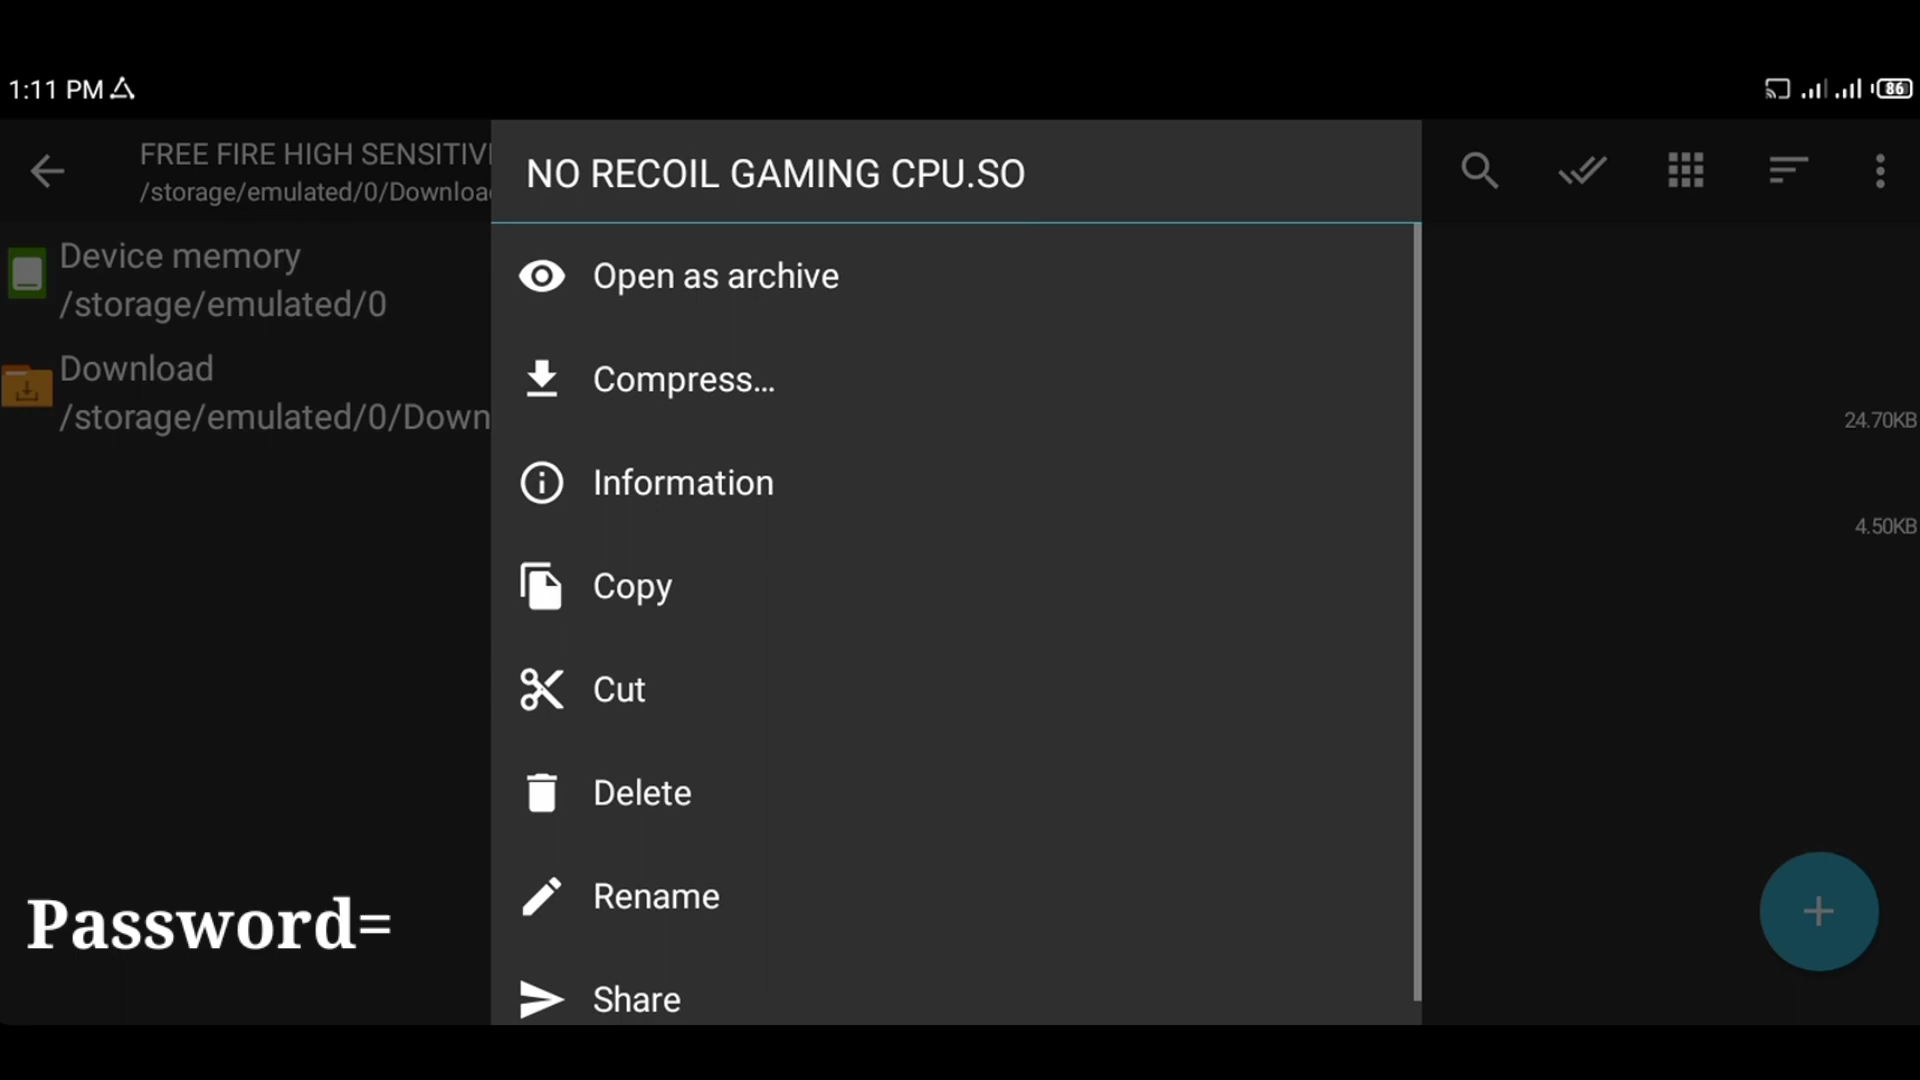 1:11 PM
86
FREE FIRE HIGH SENSITIVI
/storage/emulated/0/Downloa
NO RECOIL GAMING CPU.SO
Device memory
/storage/emulated/0
Download
/storage/emulated/0/Down
Open as archive
Compress...
Information
Copy
Cut
Delete
Rename
Share
24.70KB
4.50KB
Password=